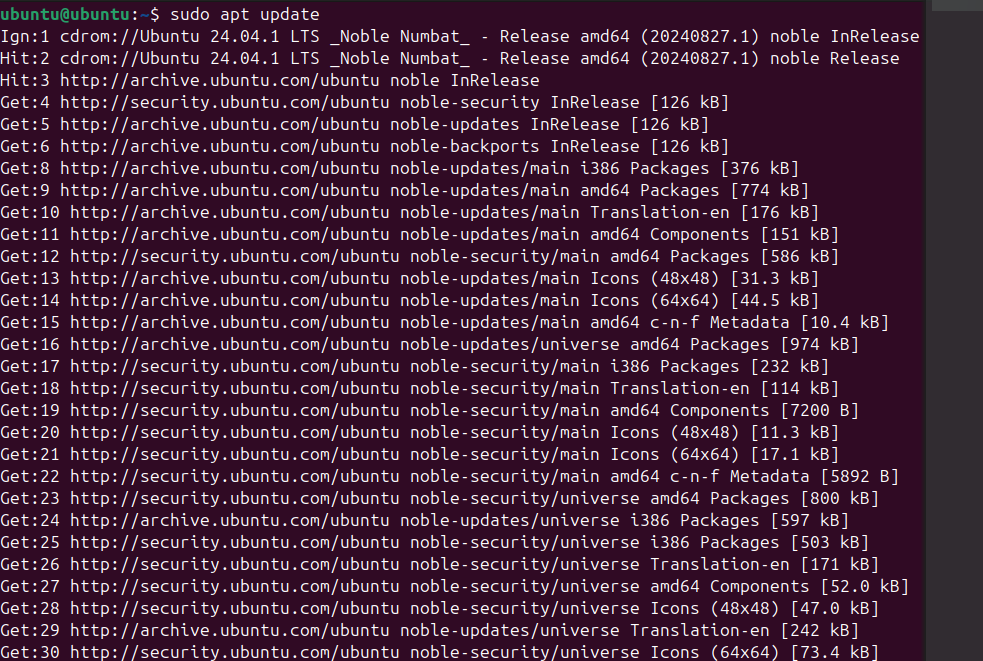 ubuntu@ubuntu:~$ sudo apt update
Ign:1 cdrom://Ubuntu 24.04.1 LTS _Noble Numbat_ - Release amd64 (20240827.1) noble InRelease
Hit:2 cdrom://Ubuntu 24.04.1 LTS _Noble Numbat_ - Release amd64 (20240827.1) noble Release
Hit:3 http://archive.ubuntu.com/ubuntu noble InRelease
Get:4 http://security.ubuntu.com/ubuntu noble-security InRelease [126 kB]
Get:5 http://archive.ubuntu.com/ubuntu noble-updates InRelease [126 kB]
Get:6 http://archive.ubuntu.com/ubuntu noble-backports InRelease [126 kB]
Get:8 http://archive.ubuntu.com/ubuntu noble-updates/main i386 Packages [376 kB]
Get:9 http://archive.ubuntu.com/ubuntu noble-updates/main amd64 Packages [774 kB]
Get:10 http://archive.ubuntu.com/ubuntu noble-updates/main Translation-en [176 kB]
Get:11 http://archive.ubuntu.com/ubuntu noble-updates/main amd64 Components [151 kB]
Get:12 http://security.ubuntu.com/ubuntu noble-security/main amd64 Packages [586 kB]
Get:13 http://archive.ubuntu.com/ubuntu noble-updates/main Icons (48x48) [31.3 kB]
Get:14 http://archive.ubuntu.com/ubuntu noble-updates/main Icons (64x64) [44.5 kB]
Get:15 http://archive.ubuntu.com/ubuntu noble-updates/main amd64 c-n-f Metadata [10.4 kB]
Get:16 http://archive.ubuntu.com/ubuntu noble-updates/universe amd64 Packages [974 kB]
Get:17 http://security.ubuntu.com/ubuntu noble-security/main i386 Packages [232 kB]
Get:18 http://security.ubuntu.com/ubuntu noble-security/main Translation-en [114 kB]
Get:19 http://security.ubuntu.com/ubuntu noble-security/main amd64 Components [7200 B]
Get:20 http://security.ubuntu.com/ubuntu noble-security/main Icons (48x48) [11.3 kB]
Get:21 http://security.ubuntu.com/ubuntu noble-security/main Icons (64x64) [17.1 kB]
Get:22 http://security.ubuntu.com/ubuntu noble-security/main amd64 c-n-f Metadata [5892 B]
Get:23 http://security.ubuntu.com/ubuntu noble-security/universe amd64 Packages [800 kB]
Get:24 http://archive.ubuntu.com/ubuntu noble-updates/universe i386 Packages [597 kB]
Get:25 http://security.ubuntu.com/ubuntu noble-security/universe i386 Packages [503 kB]
Get:26 http://security.ubuntu.com/ubuntu noble-security/universe Translation-en [171 kB]
Get:27 http://security.ubuntu.com/ubuntu noble-security/universe amd64 Components [52.0 kB]
Get:28 http://security.ubuntu.com/ubuntu noble-security/universe Icons (48x48) [47.0 kB]
Get:29 http://archive.ubuntu.com/ubuntu noble-updates/universe Translation-en [242 kB]
Get:30 http://security.ubuntu.com/ubuntu noble-security/universe Icons (64x64) [73.4 kB]